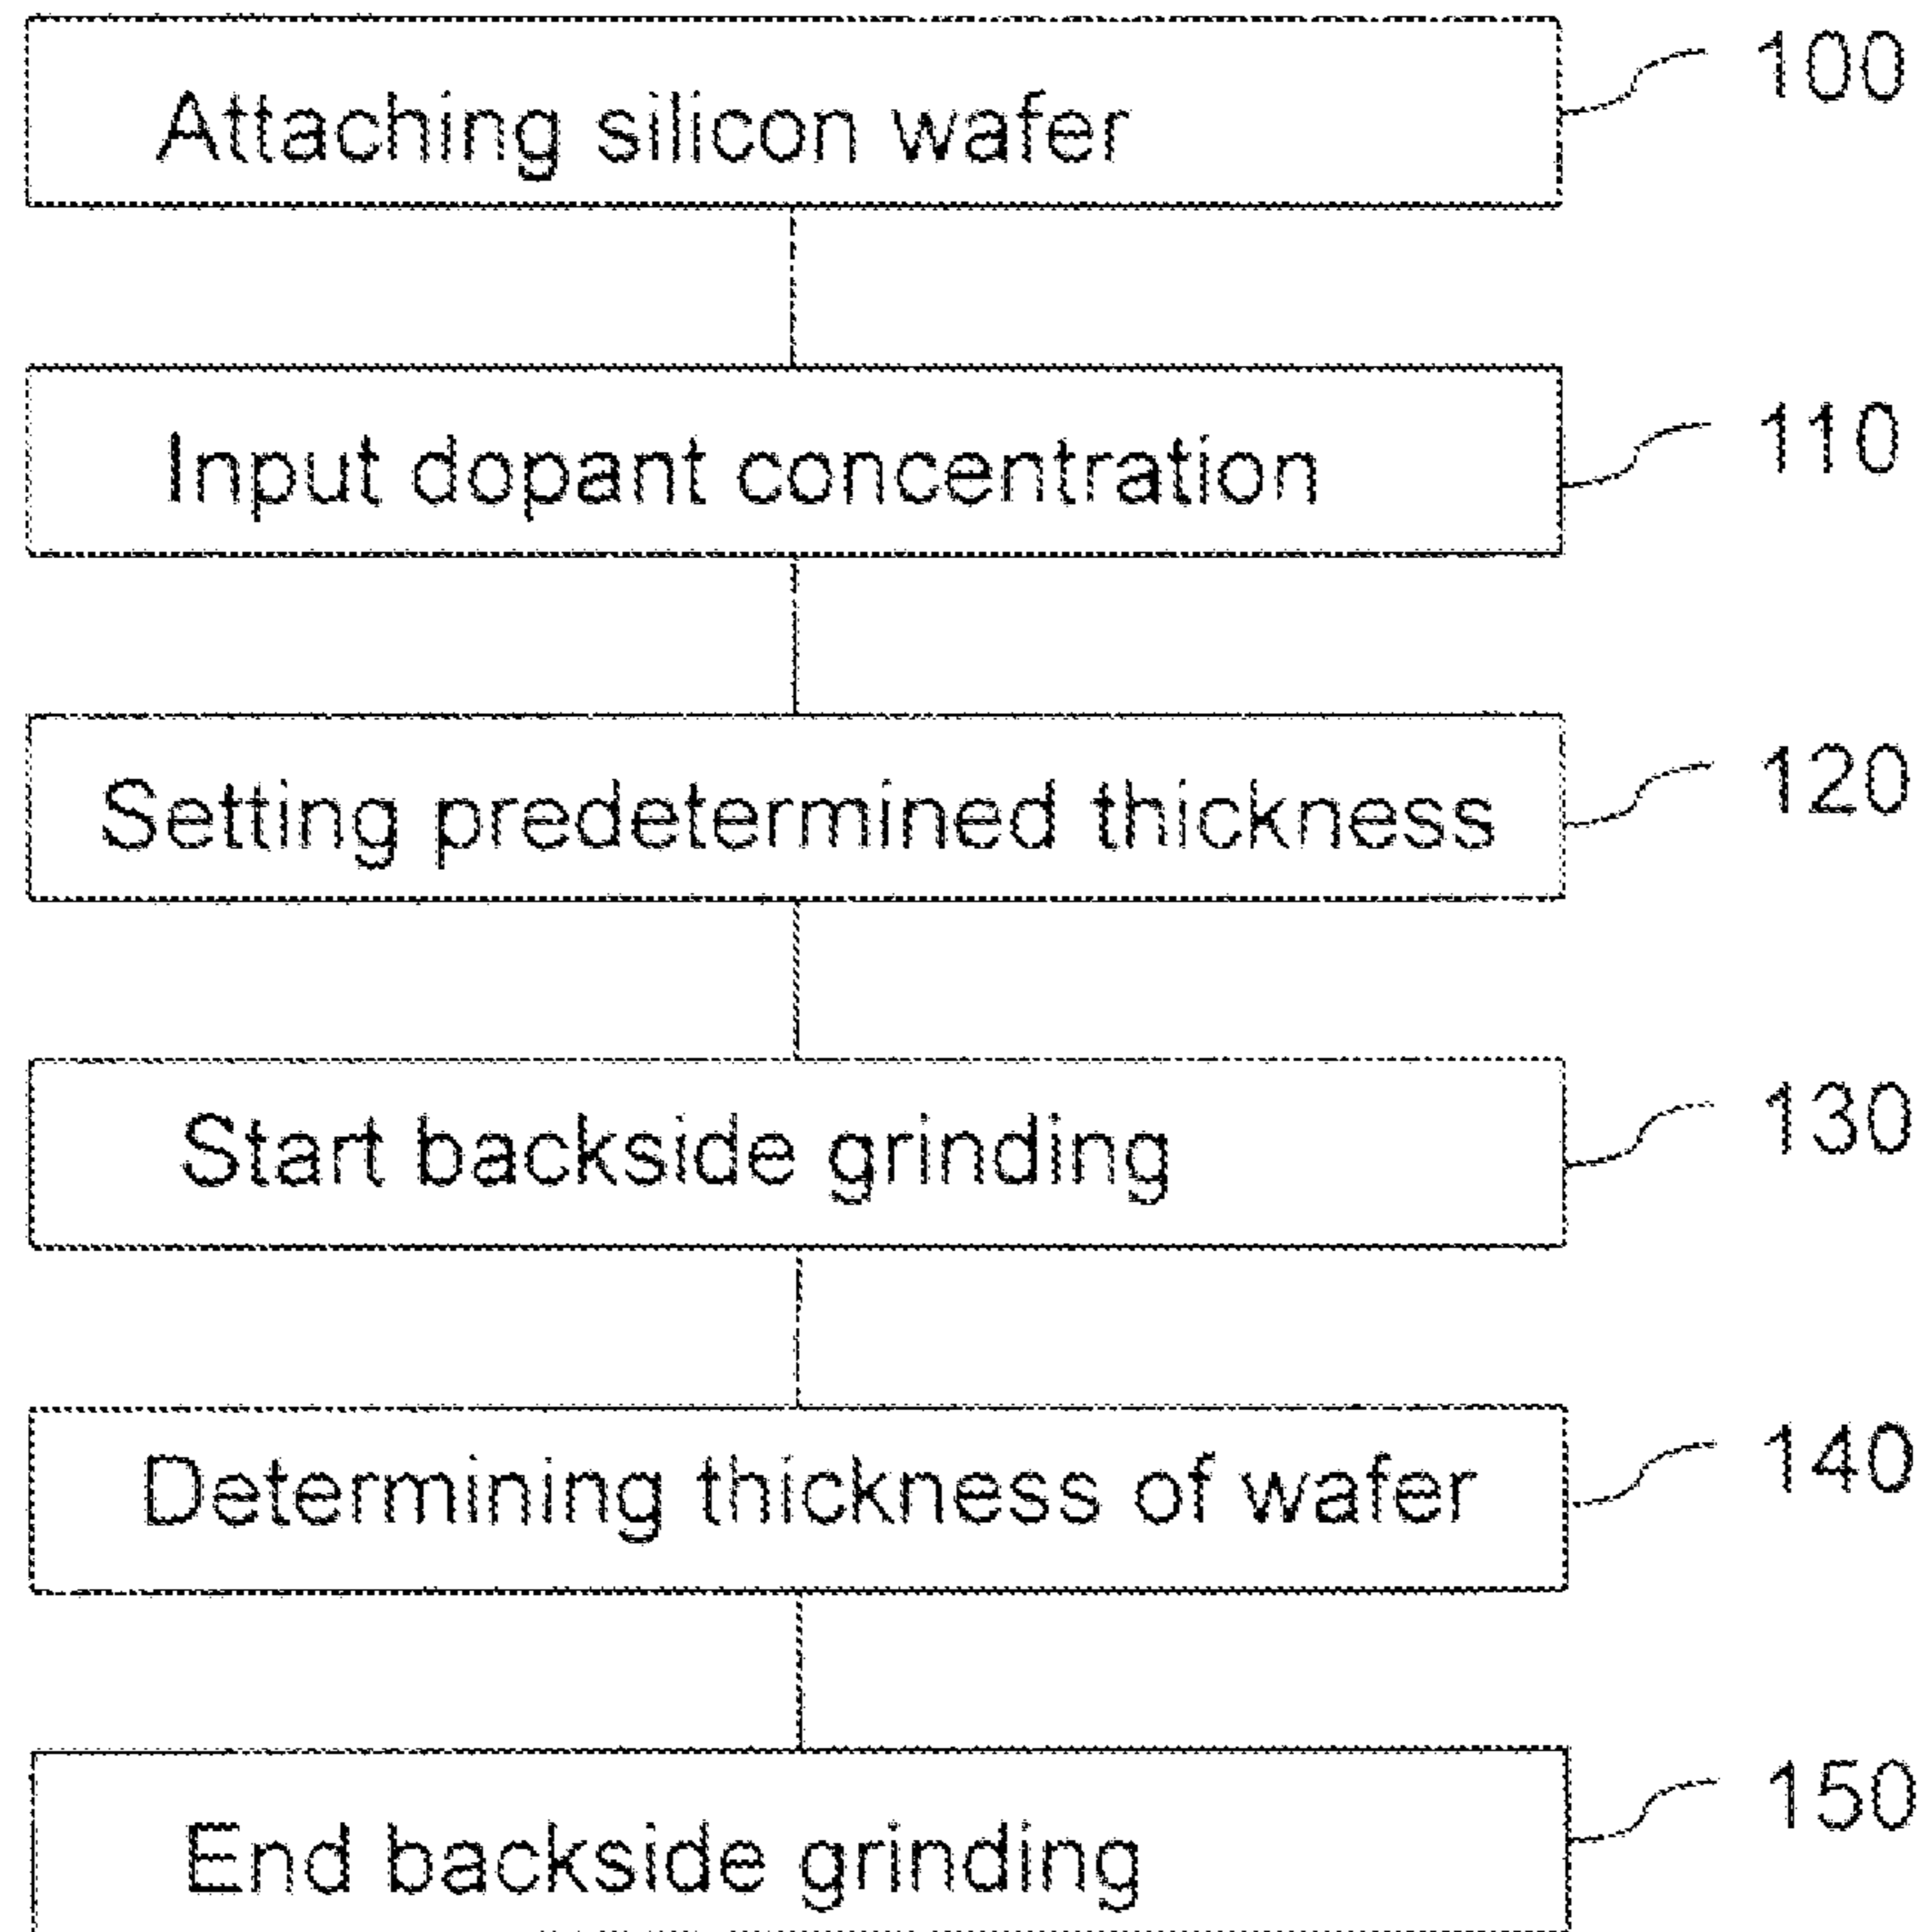 Attaching silicon wafer 100
Input dopant concentration 110
Setting predetermined thickness 120
Start backside grinding 130
Determining thickness of wafer 140
End backside grinding 150